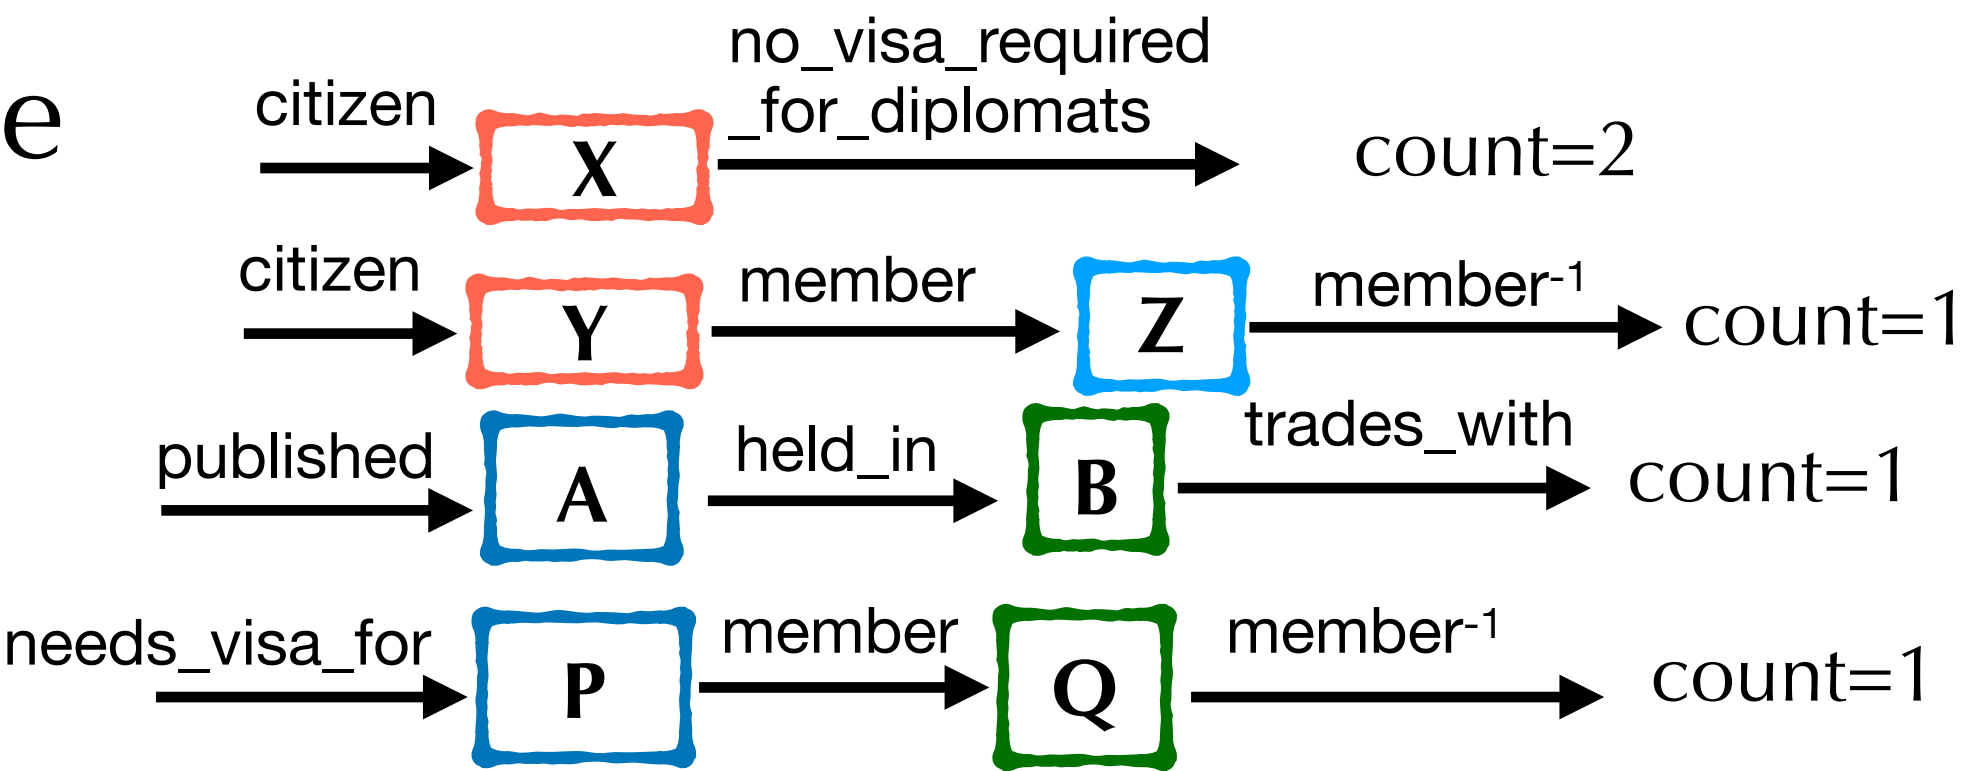 no_visa_required
citizen _for_diplomats
e X count=2
citizen member member-1
Y Z count=1
published held_in trades_with
A B count=1
needs_visa_for member member-1
P Q count=1